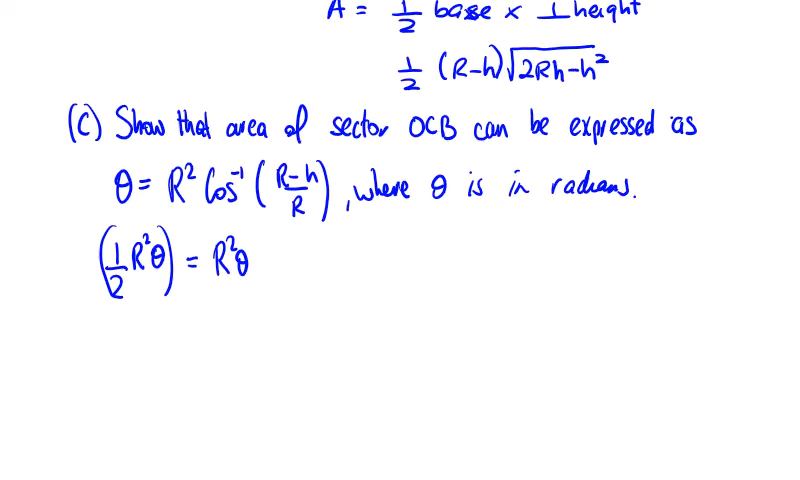 A = 1/2 base × ⊥ height
1/2 (R-h)√(2Rh-h²)
(C) Show that area of sector OCB can be expressed as
θ = R² Cos⁻¹ ((R-h)/R), where θ is in radians.
(1/2 R²θ) = R²θ